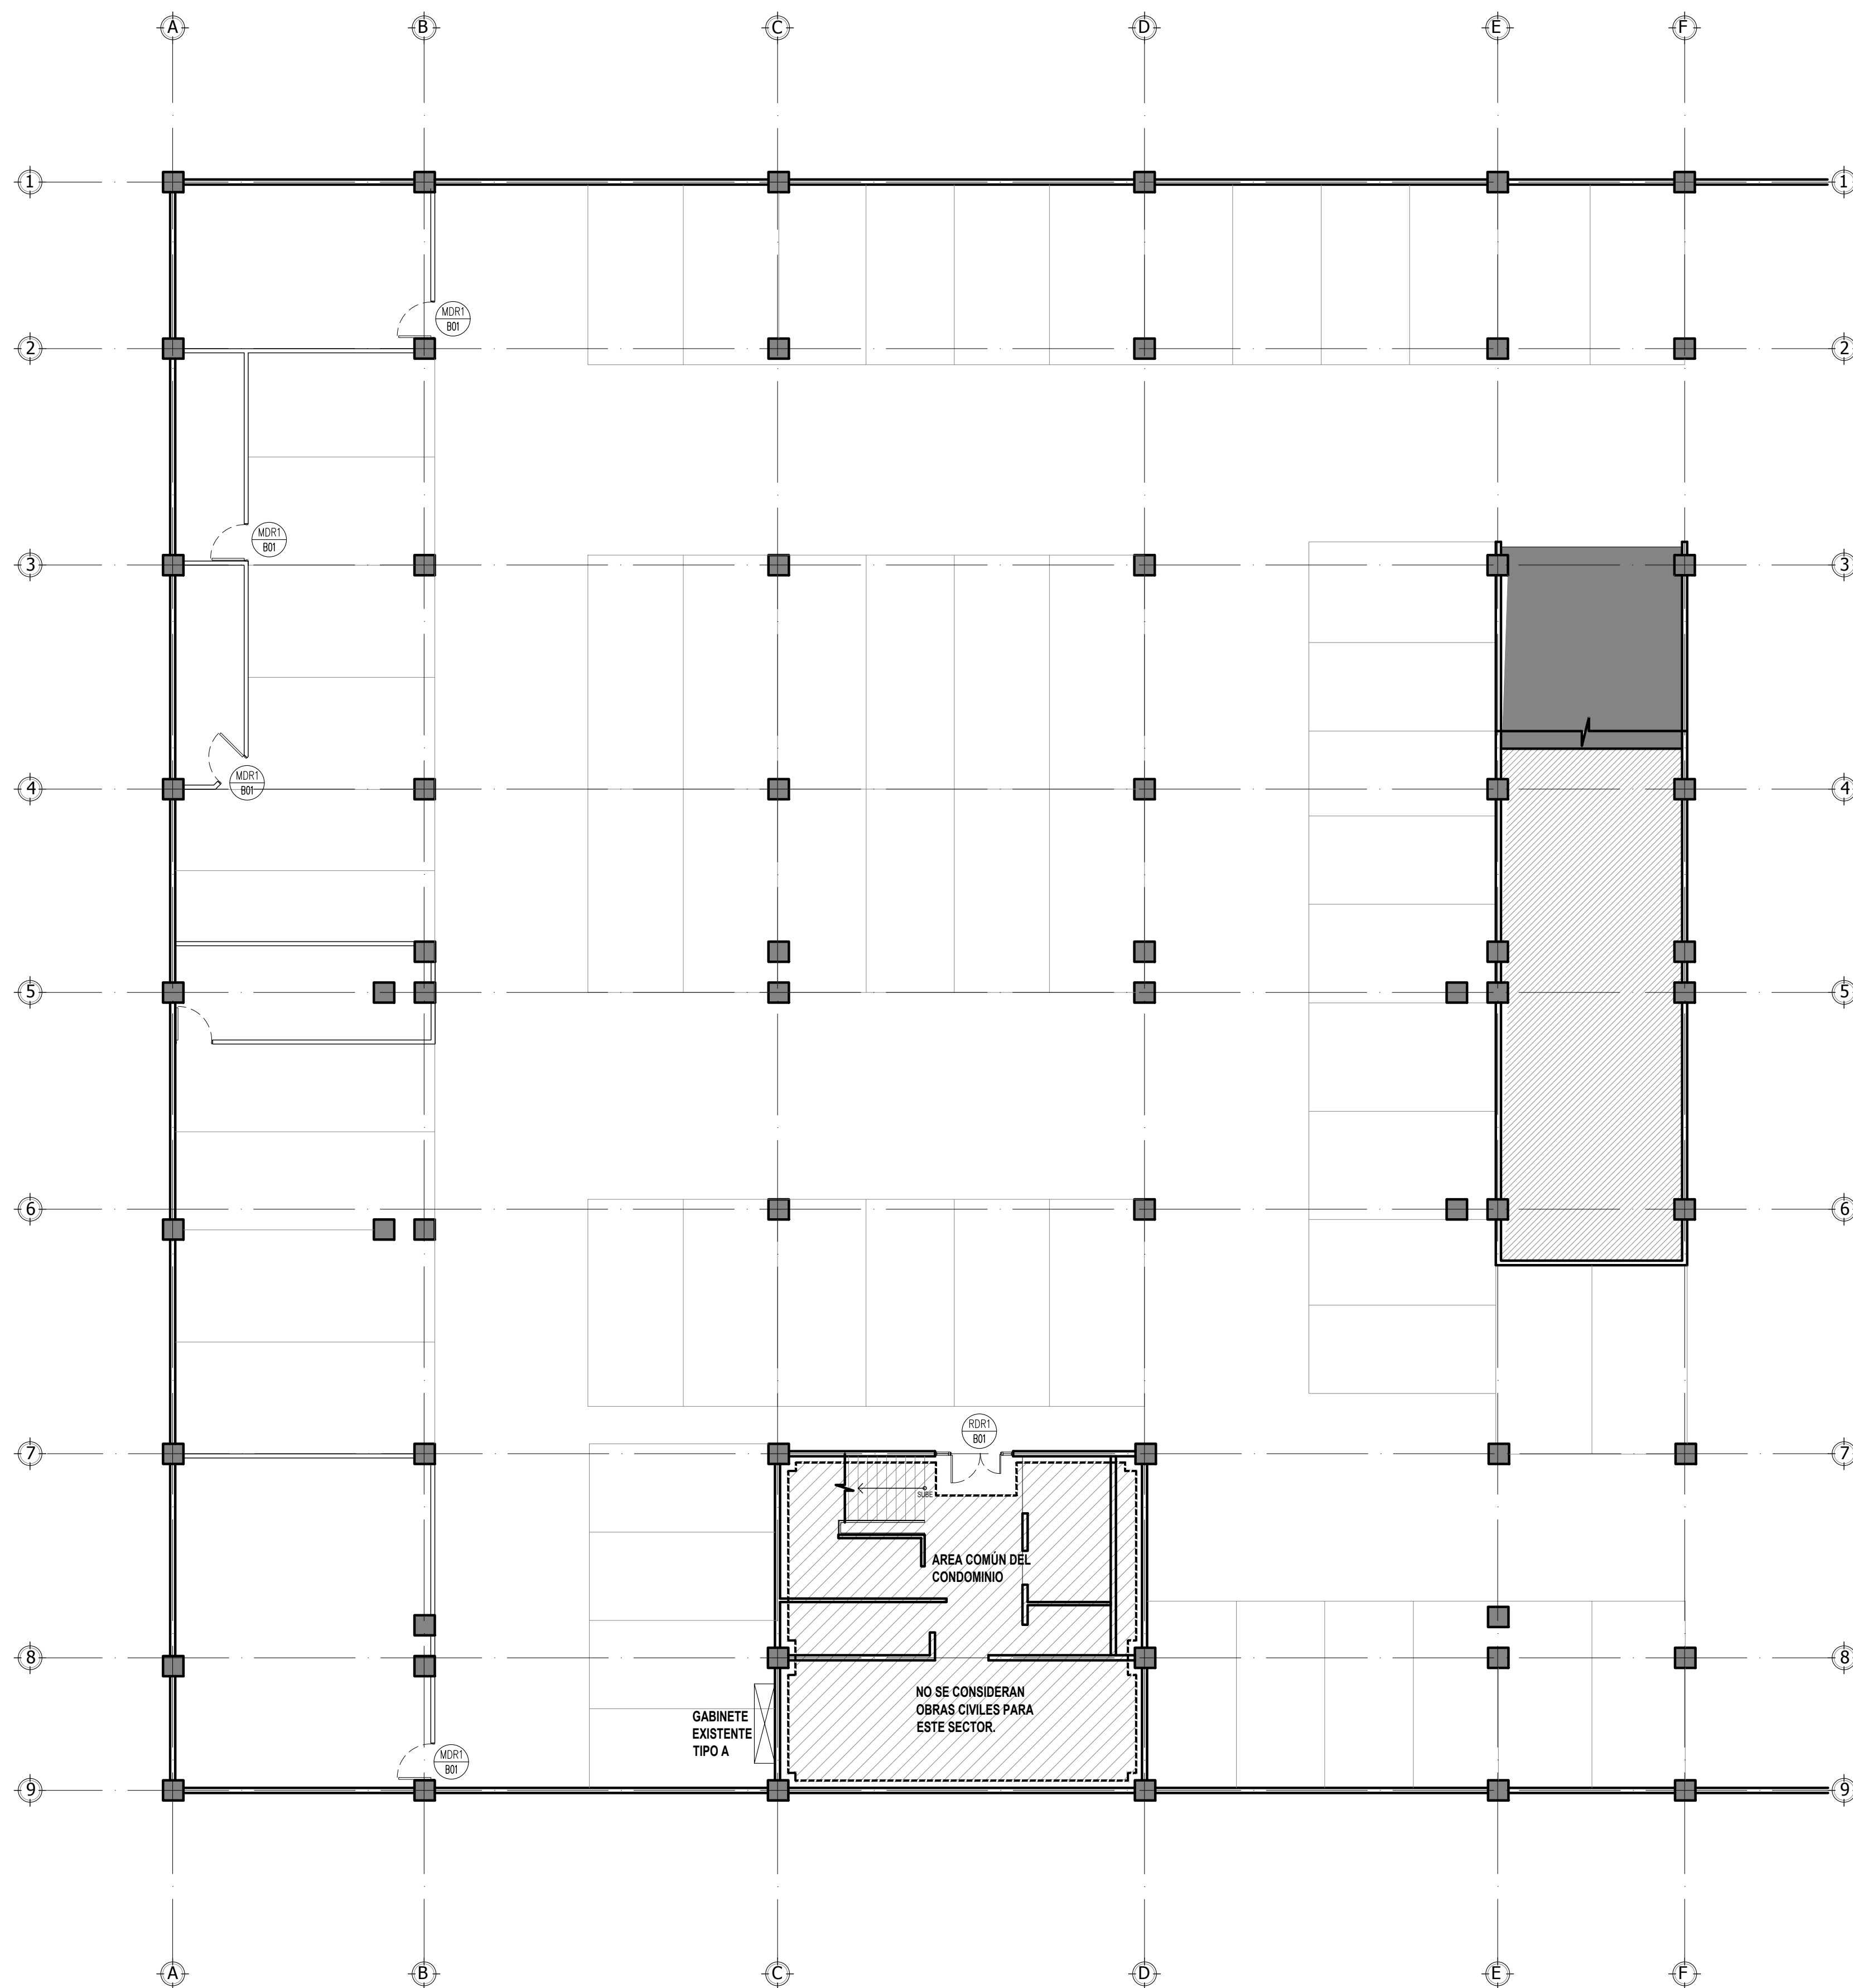 A B C D E F
1 1
MDR1
B01
2 2
MDR1
B01
3 3
MDR1
B01
4 4
5 5
6 6
RDR1
B01
7 7
SUBE
AREA COMÚN DEL
CONDOMINIO
8 8
NO SE CONSIDERAN
OBRAS CIVILES PARA
ESTE SECTOR.
GABINETE
EXISTENTE
TIPO A
MDR1
B01
9 9
A B C D E F